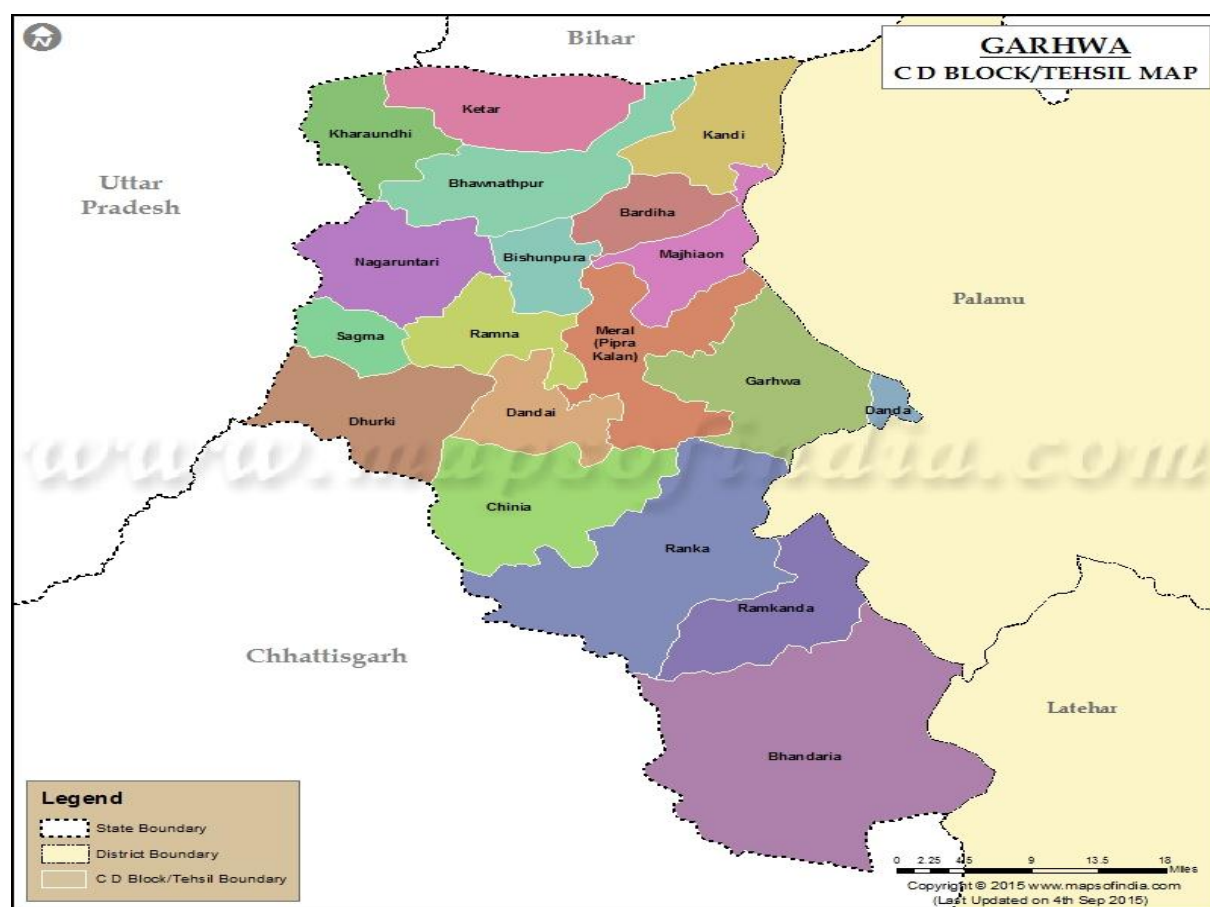 N
Bihar
GARHWA
C D BLOCK/TEHSIL MAP
Ketar
Kharaundhi
Kandi
Uttar
Pradesh
Bhawnathpur
Bardiha
Nagaruntari
Bishunpura
Majhiaon
Palamu
Sagma
Ramna
Meral
(Pipra
Kalan)
Garhwa
Dhurki
Dandai
Danda
www.mapsofindia.com
Chinia
Ranka
Ramkanda
Chhattisgarh
Latehar
Bhandaria
Legend
State Boundary
District Boundary
C D Block/Tehsil Boundary
0 2.25 4.5 9 13.5 18
Miles
Copyright © 2015 www.mapsofindia.com
(Last Updated on 4th Sep 2015)